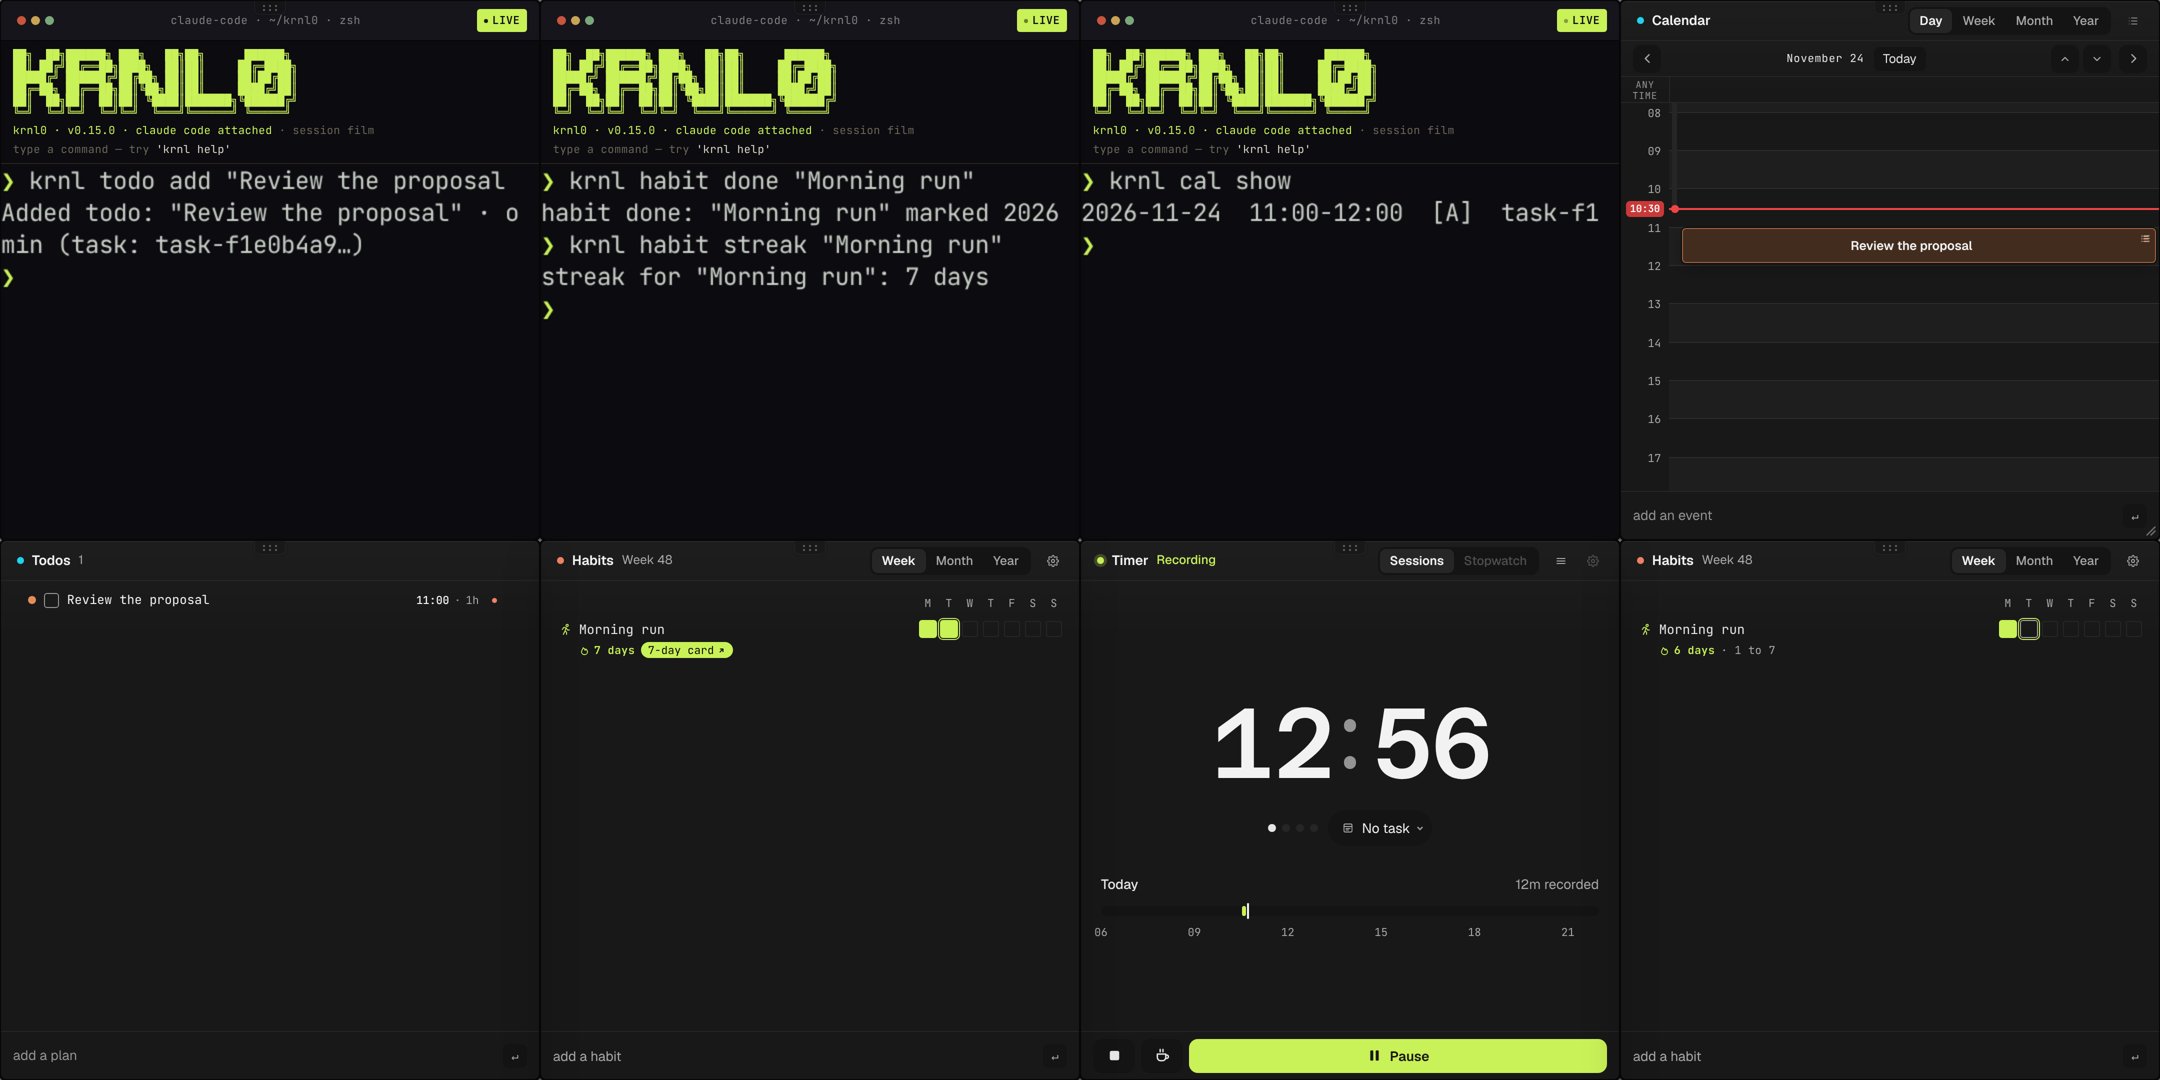 claude-code · ~/krnl0 · zsh
LIVE
KRNL0
krnl0 · v0.15.0 · claude code attached · session film
type a command — try 'krnl help'
❯ krnl todo add "Review the proposal
Added todo: "Review the proposal" · o
min (task: task-f1e0b4a9…)
❯
claude-code · ~/krnl0 · zsh
LIVE
KRNL0
krnl0 · v0.15.0 · claude code attached · session film
type a command — try 'krnl help'
❯ krnl habit done "Morning run"
habit done: "Morning run" marked 2026
❯ krnl habit streak "Morning run"
streak for "Morning run": 7 days
❯
claude-code · ~/krnl0 · zsh
LIVE
KRNL0
krnl0 · v0.15.0 · claude code attached · session film
type a command — try 'krnl help'
❯ krnl cal show
2026-11-24 11:00-12:00 [A] task-f1
❯
Calendar
Day Week Month Year
November 24 Today
ANY TIME
08
09
10
10:30
11
Review the proposal
12
13
14
15
16
17
add an event
Todos 1
Review the proposal 11:00 · 1h
add a plan
Habits Week 48
Week Month Year
M T W T F S S
Morning run
7 days 7-day card ↗
add a habit
Timer Recording
Sessions Stopwatch
12:56
No task
Today 12m recorded
06 09 12 15 18 21
Pause
Habits Week 48
Week Month Year
M T W T F S S
Morning run
6 days · 1 to 7
add a habit